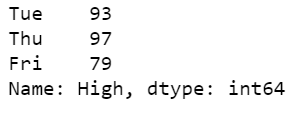 Tue    93
Thu    97
Fri    79
Name: High, dtype: int64